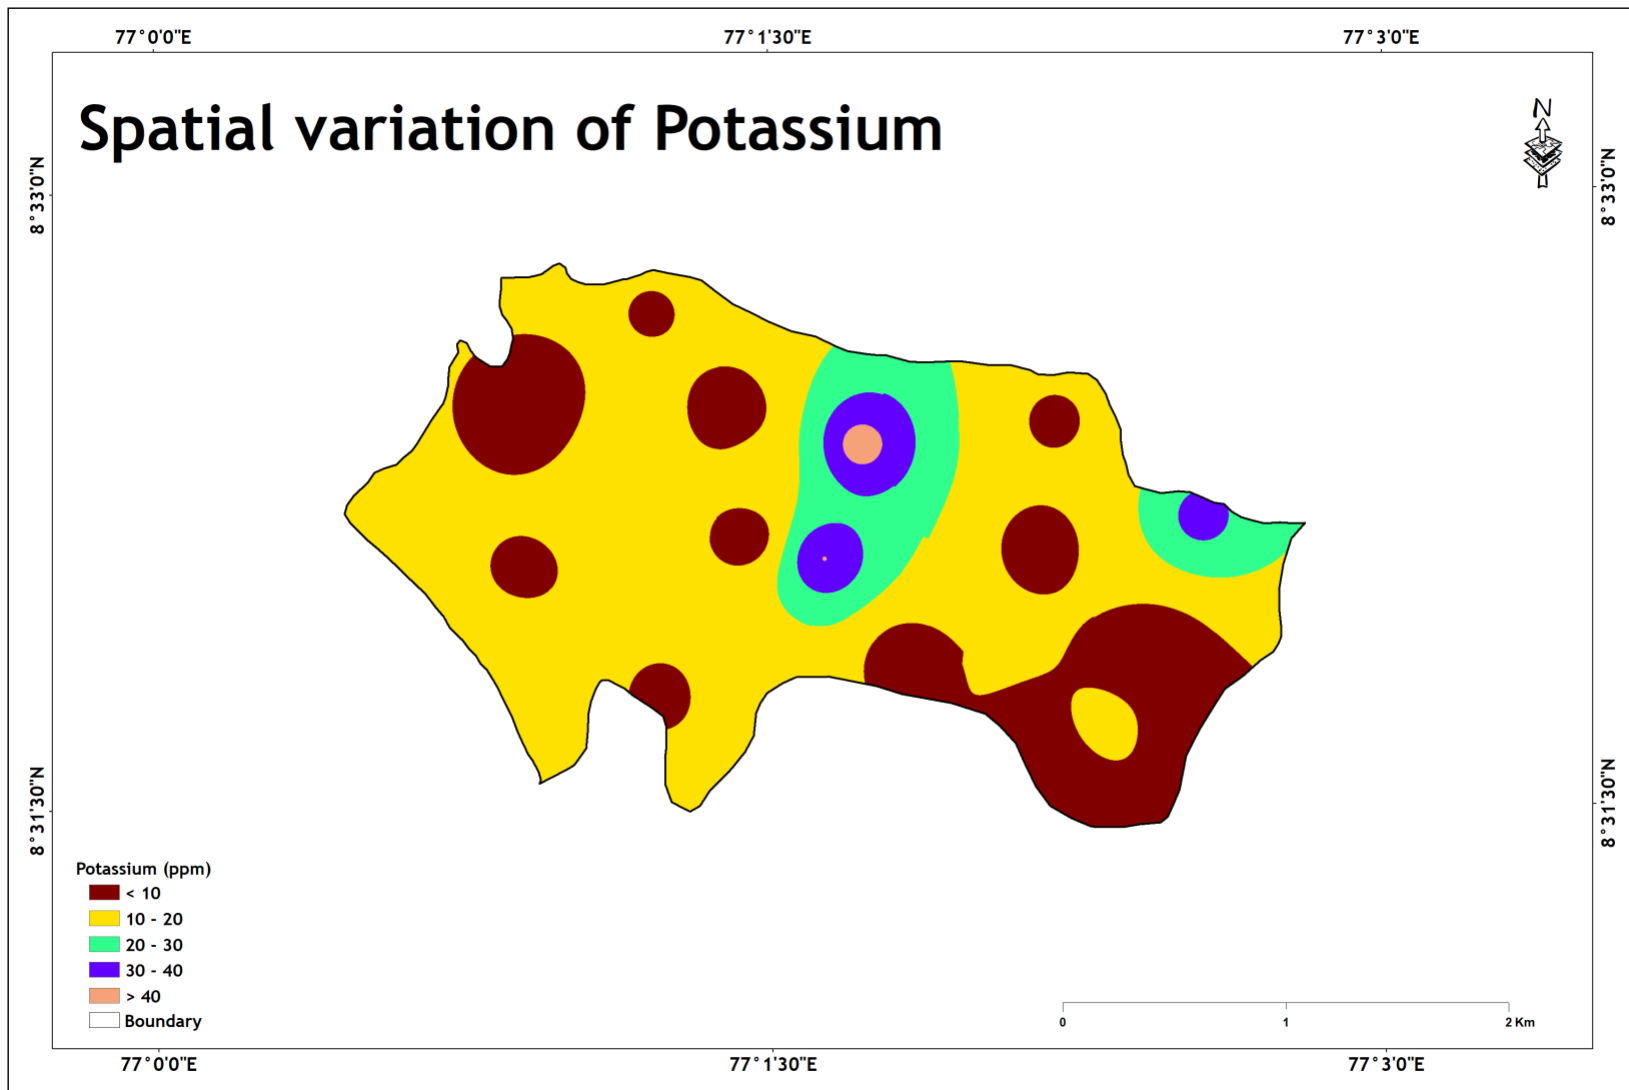 77°0'0"E 77°1'30"E 77°3'0"E
Spatial variation of Potassium
N
8°33'0"N 8°33'0"N
8°31'30"N 8°31'30"N
Potassium (ppm)
< 10
10 - 20
20 - 30
30 - 40
> 40
Boundary
0 1 2 Km
77°0'0"E 77°1'30"E 77°3'0"E